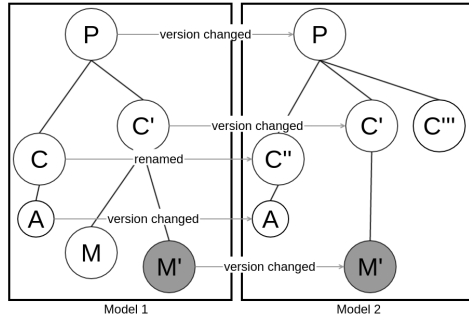 P version changed P
C' version changed C' C'''
C renamed C''
A version changed A
M M' version changed M'
Model 1 Model 2